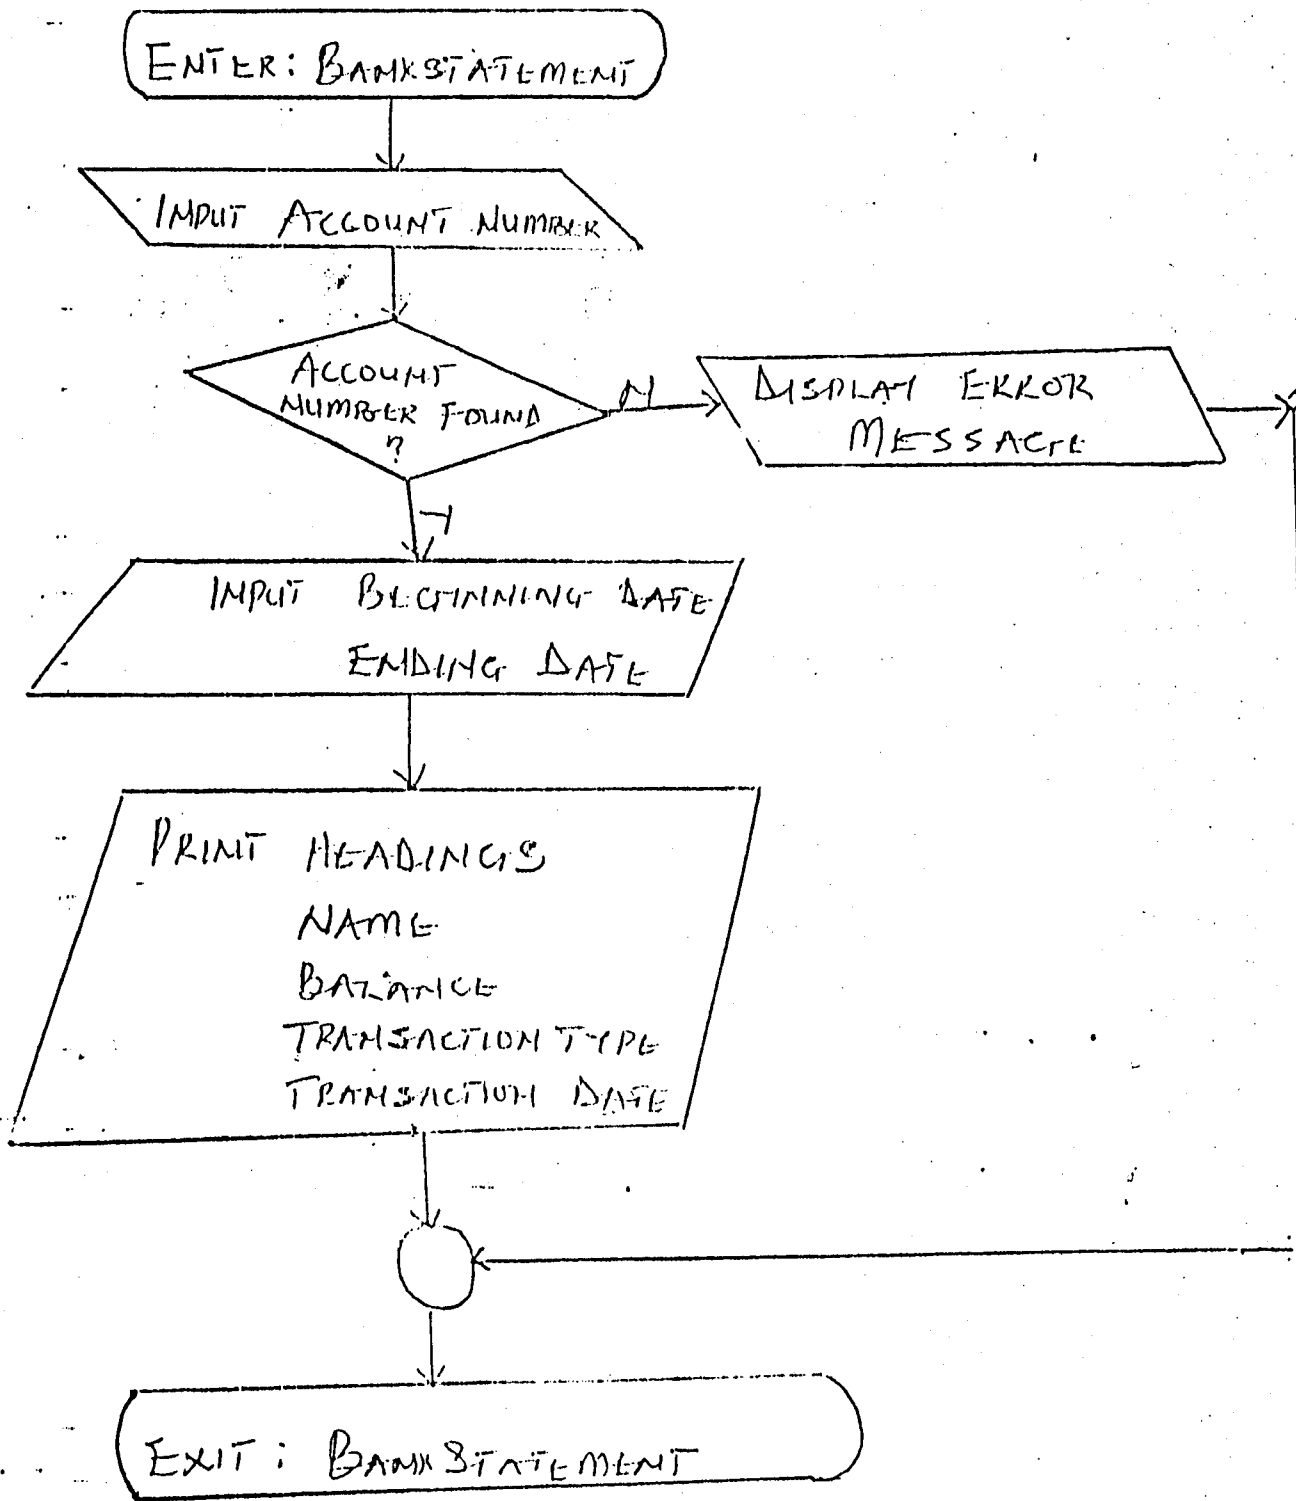 ENTER: BANKSTATEMENT
INPUT ACCOUNT NUMBER
ACCOUNT
NUMBER FOUND
?
N
DISPLAY ERROR
MESSAGE
Y
INPUT BEGINNING DATE
ENDING DATE
PRINT HEADINGS
NAME
BALANCE
TRANSACTION TYPE
TRANSACTION DATE
EXIT: BANKSTATEMENT